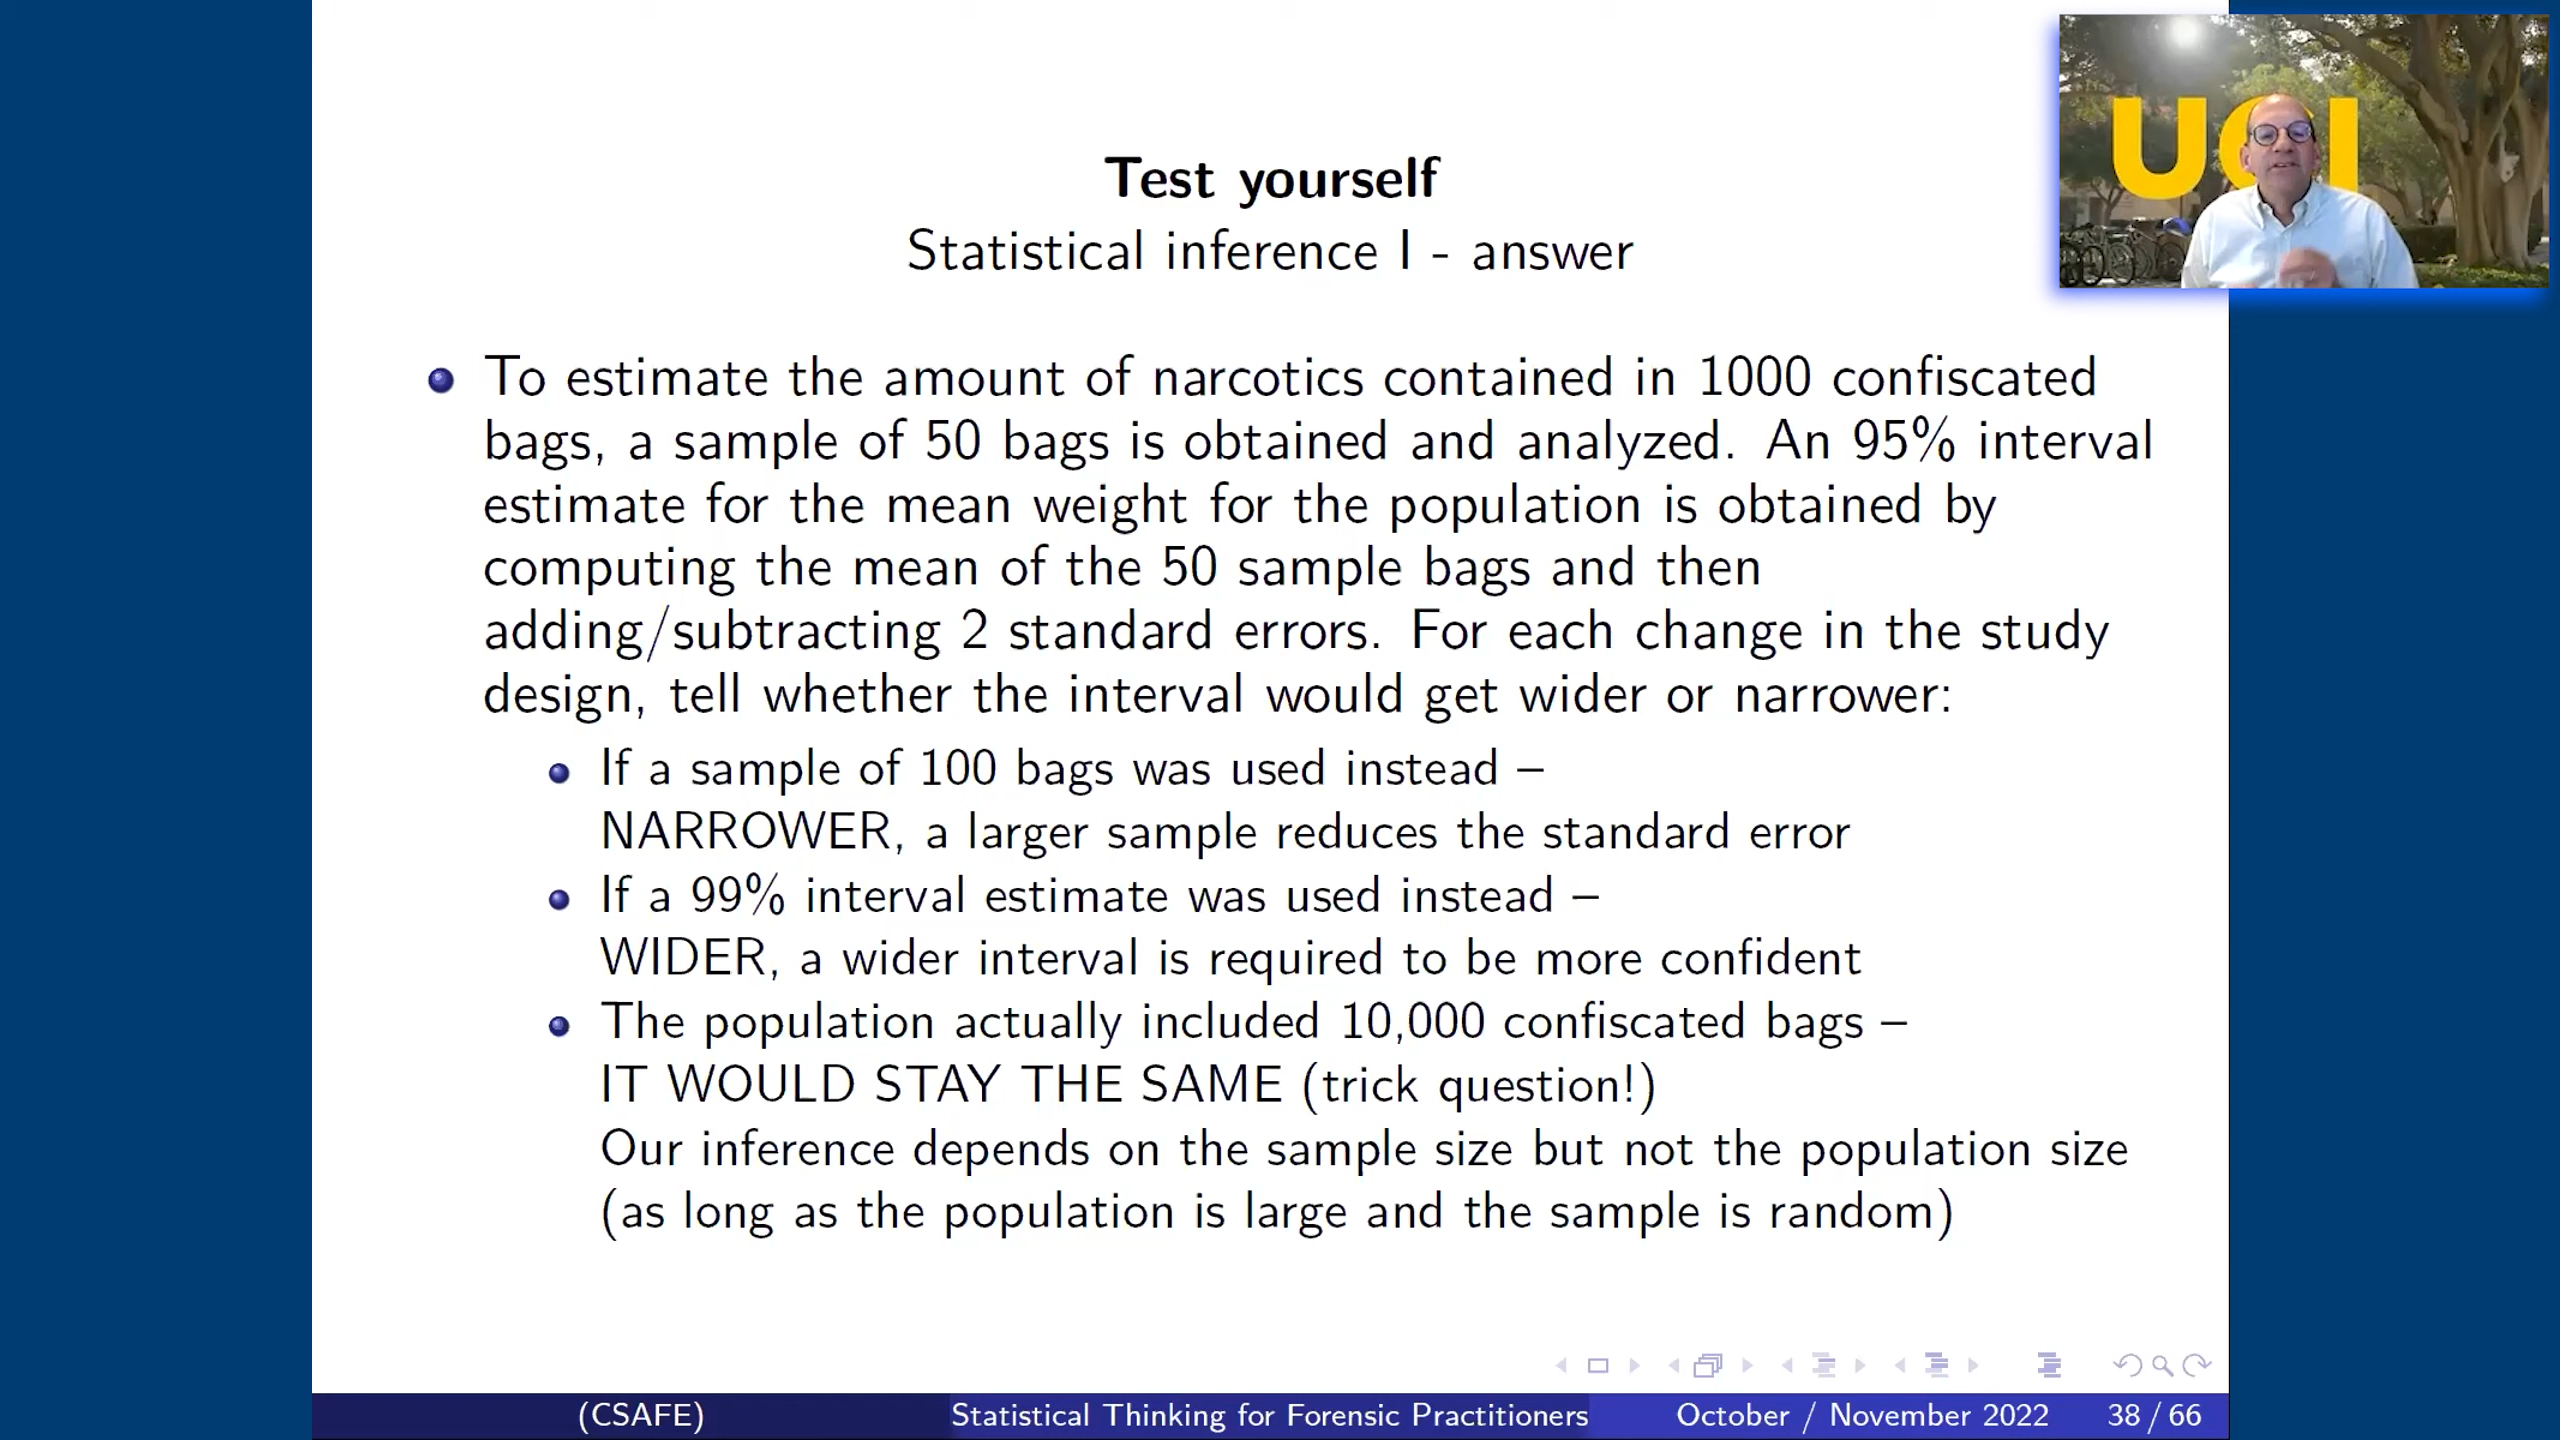 Test yourself
Statistical inference I - answer
UCI
To estimate the amount of narcotics contained in 1000 confiscated
bags, a sample of 50 bags is obtained and analyzed. An 95% interval
estimate for the mean weight for the population is obtained by
computing the mean of the 50 sample bags and then
adding/subtracting 2 standard errors. For each change in the study
design, tell whether the interval would get wider or narrower:
If a sample of 100 bags was used instead –
NARROWER, a larger sample reduces the standard error
If a 99% interval estimate was used instead –
WIDER, a wider interval is required to be more confident
The population actually included 10,000 confiscated bags –
IT WOULD STAY THE SAME (trick question!)
Our inference depends on the sample size but not the population size
(as long as the population is large and the sample is random)
(CSAFE) Statistical Thinking for Forensic Practitioners October / November 2022 38 / 66